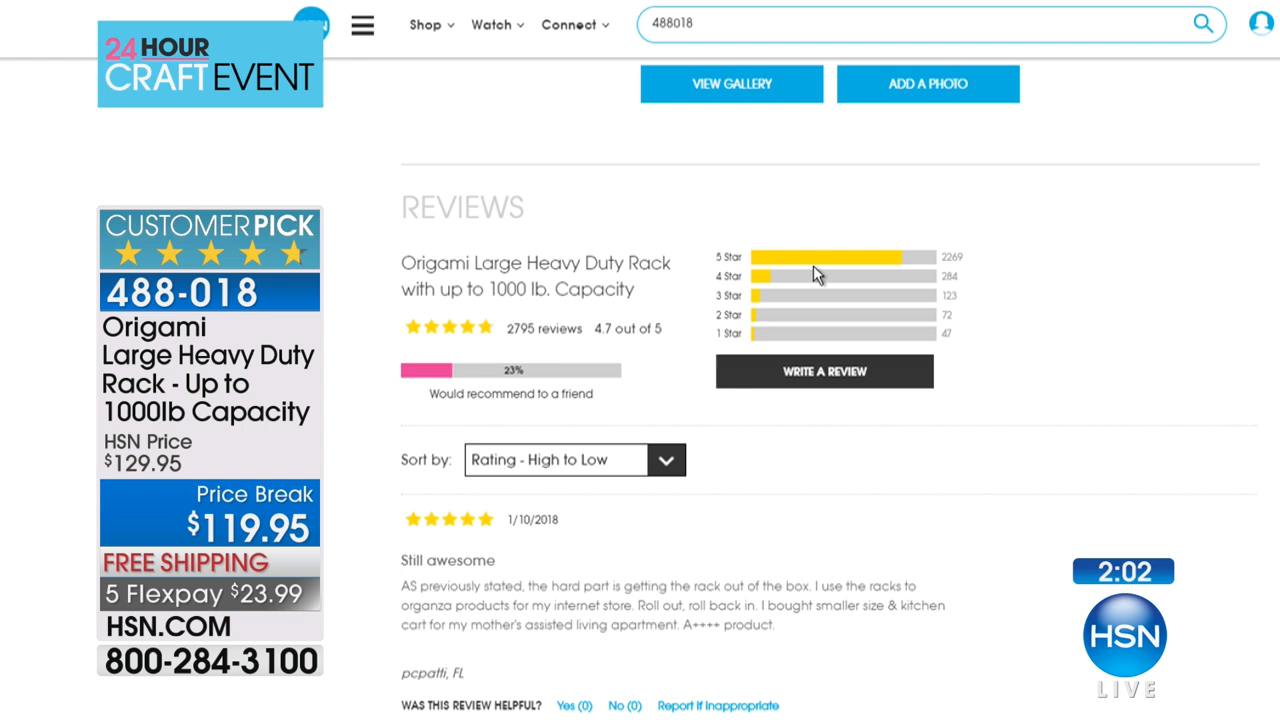 24 HOUR
CRAFT EVENT
Shop Watch Connect 488018
VIEW GALLERY ADD A PHOTO
CUSTOMER PICK
488-018
Origami
Large Heavy Duty
Rack - Up to
1000lb Capacity
HSN Price
$129.95
Price Break
$119.95
FREE SHIPPING
5 Flexpay $23.99
HSN.COM
800-284-3100
REVIEWS
Origami Large Heavy Duty Rack
with up to 1000 lb. Capacity
2795 reviews 4.7 out of 5
23%
Would recommend to a friend
5 Star 2269
4 Star 284
3 Star 123
2 Star 72
1 Star 47
WRITE A REVIEW
Sort by: Rating - High to Low
1/10/2018
Still awesome
AS previously stated, the hard part is getting the rack out of the box. I use the racks to
organza products for my internet store. Roll out, roll back in. I bought smaller size & kitchen
cart for my mother's assisted living apartment. A++++ product.
pcpatti, FL
WAS THIS REVIEW HELPFUL? Yes (0) No (0) Report if Inappropriate
2:02
HSN
LIVE